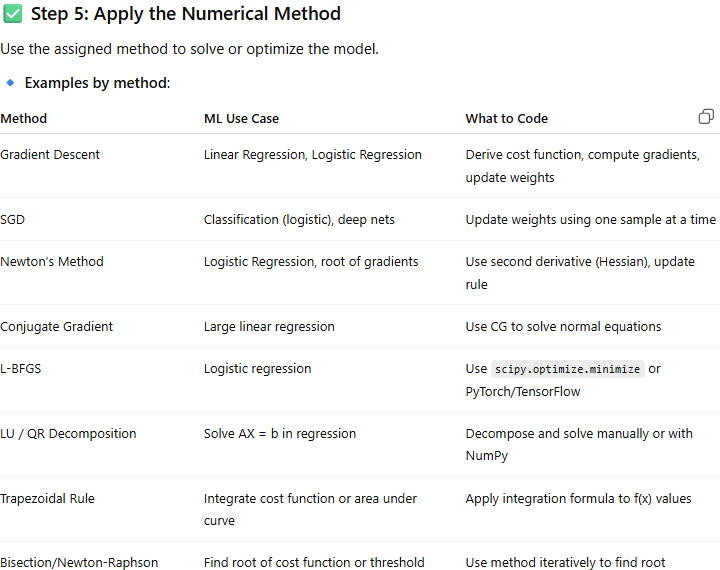 ✅ Step 5: Apply the Numerical Method
Use the assigned method to solve or optimize the model.
🔹 Examples by method:
Method ML Use Case What to Code
Gradient Descent Linear Regression, Logistic Regression Derive cost function, compute gradients,
update weights
SGD Classification (logistic), deep nets Update weights using one sample at a time
Newton's Method Logistic Regression, root of gradients Use second derivative (Hessian), update
rule
Conjugate Gradient Large linear regression Use CG to solve normal equations
L-BFGS Logistic regression Use scipy.optimize.minimize or
PyTorch/TensorFlow
LU / QR Decomposition Solve AX = b in regression Decompose and solve manually or with
NumPy
Trapezoidal Rule Integrate cost function or area under Apply integration formula to f(x) values
curve
Bisection/Newton-Raphson Find root of cost function or threshold Use method iteratively to find root